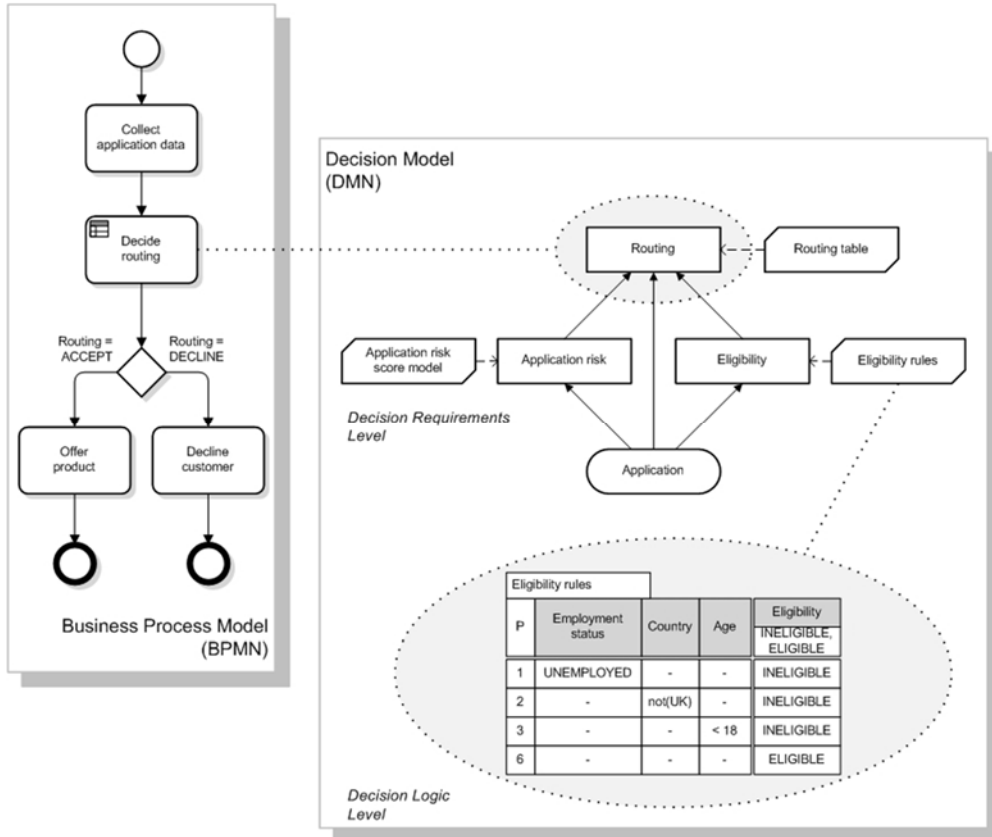 Collect
application data
Decide
routing
Routing =
ACCEPT
Routing =
DECLINE
Offer
product
Decline
customer
Business Process Model
(BPMN)
Decision Model
(DMN)
Routing
Routing table
Application risk
score model
Application risk
Eligibility
Eligibility rules
Decision Requirements
Level
Application
Eligibility rules
P
Employment
status
Country
Age
Eligibility
INELIGIBLE,
ELIGIBLE
1 UNEMPLOYED - - INELIGIBLE
2 - not(UK) - INELIGIBLE
3 - - < 18 INELIGIBLE
6 - - - ELIGIBLE
Decision Logic
Level